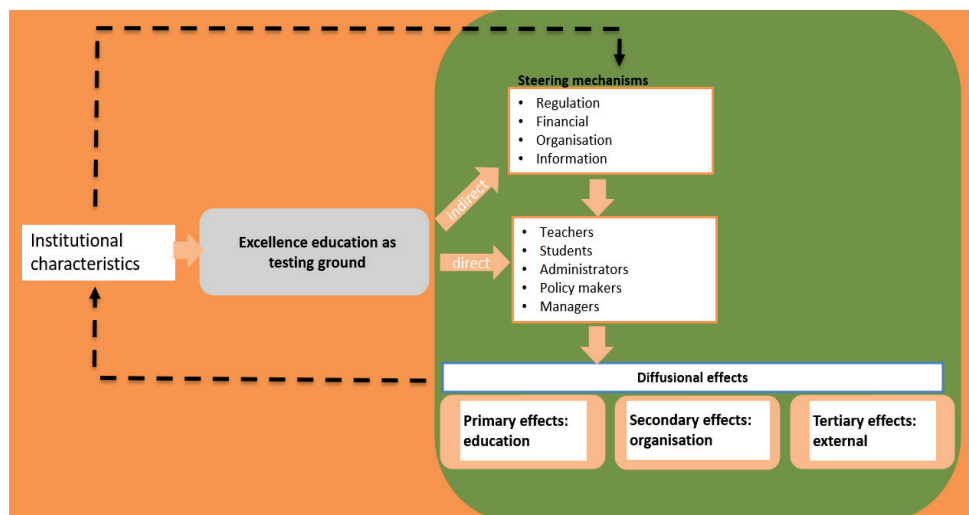 Steering mechanisms
• Regulation
• Financial
• Organisation
• Information
indirect
Institutional
characteristics
Excellence education as
testing ground
direct
• Teachers
• Students
• Administrators
• Policy makers
• Managers
Diffusional effects
Primary effects:
education
Secondary effects:
organisation
Tertiary effects:
external